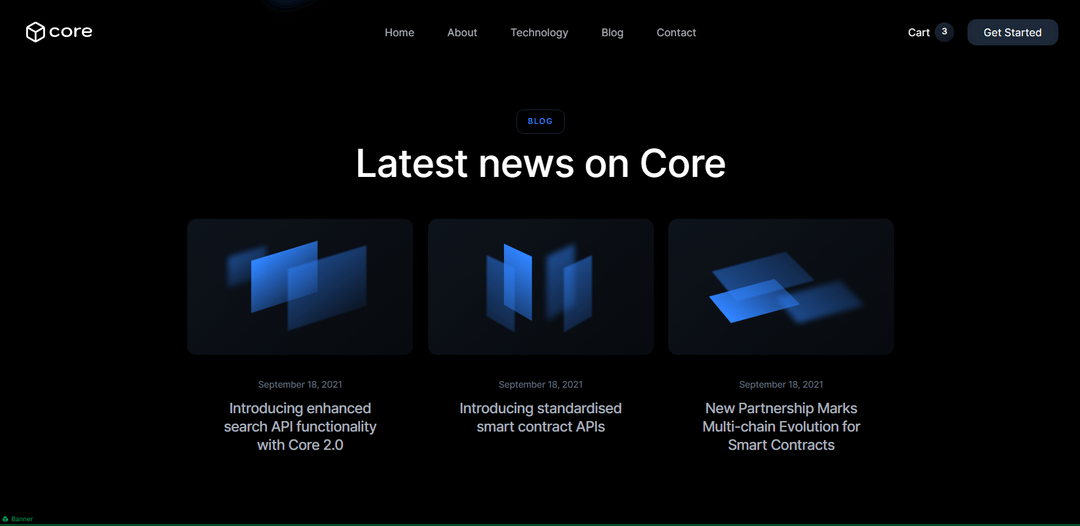 core
Home
About
Technology
Blog
Contact
Cart 3
Get Started
BLOG
Latest news on Core
September 18, 2021
Introducing enhanced
search API functionality
with Core 2.0
September 18, 2021
Introducing standardised
smart contract APIs
September 18, 2021
New Partnership Marks
Multi-chain Evolution for
Smart Contracts
Banner